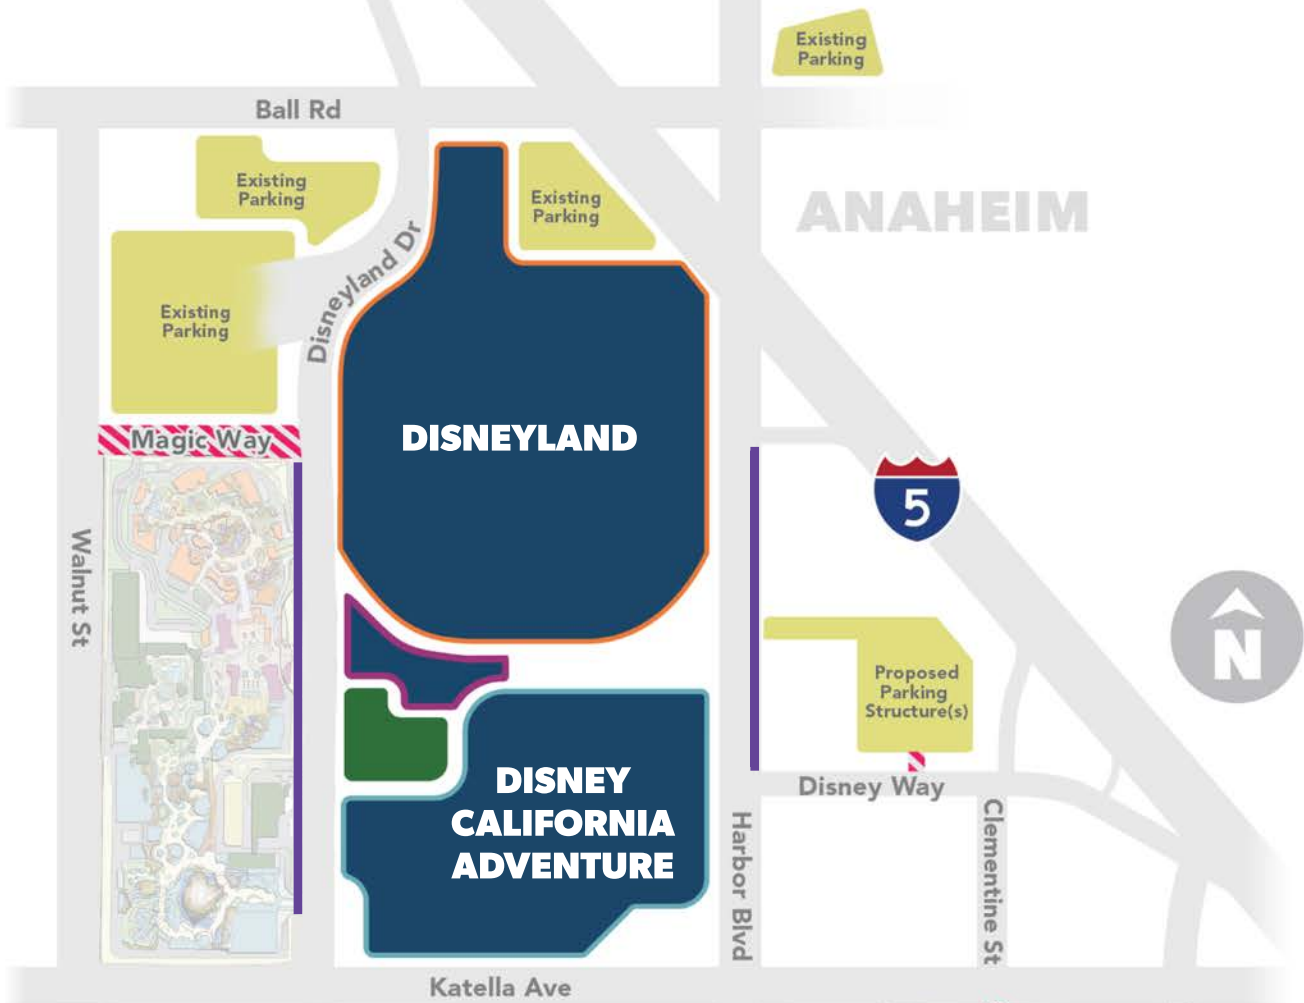 Existing
Parking
Ball Rd
Existing
Parking
Existing
Parking
ANAHEIM
Disneyland Dr
Existing
Parking
DISNEYLAND
Magic Way
5
Walnut St
N
Proposed
Parking
Structure(s)
DISNEY
CALIFORNIA
ADVENTURE
Disney Way
Harbor Blvd
Clementine St
Katella Ave